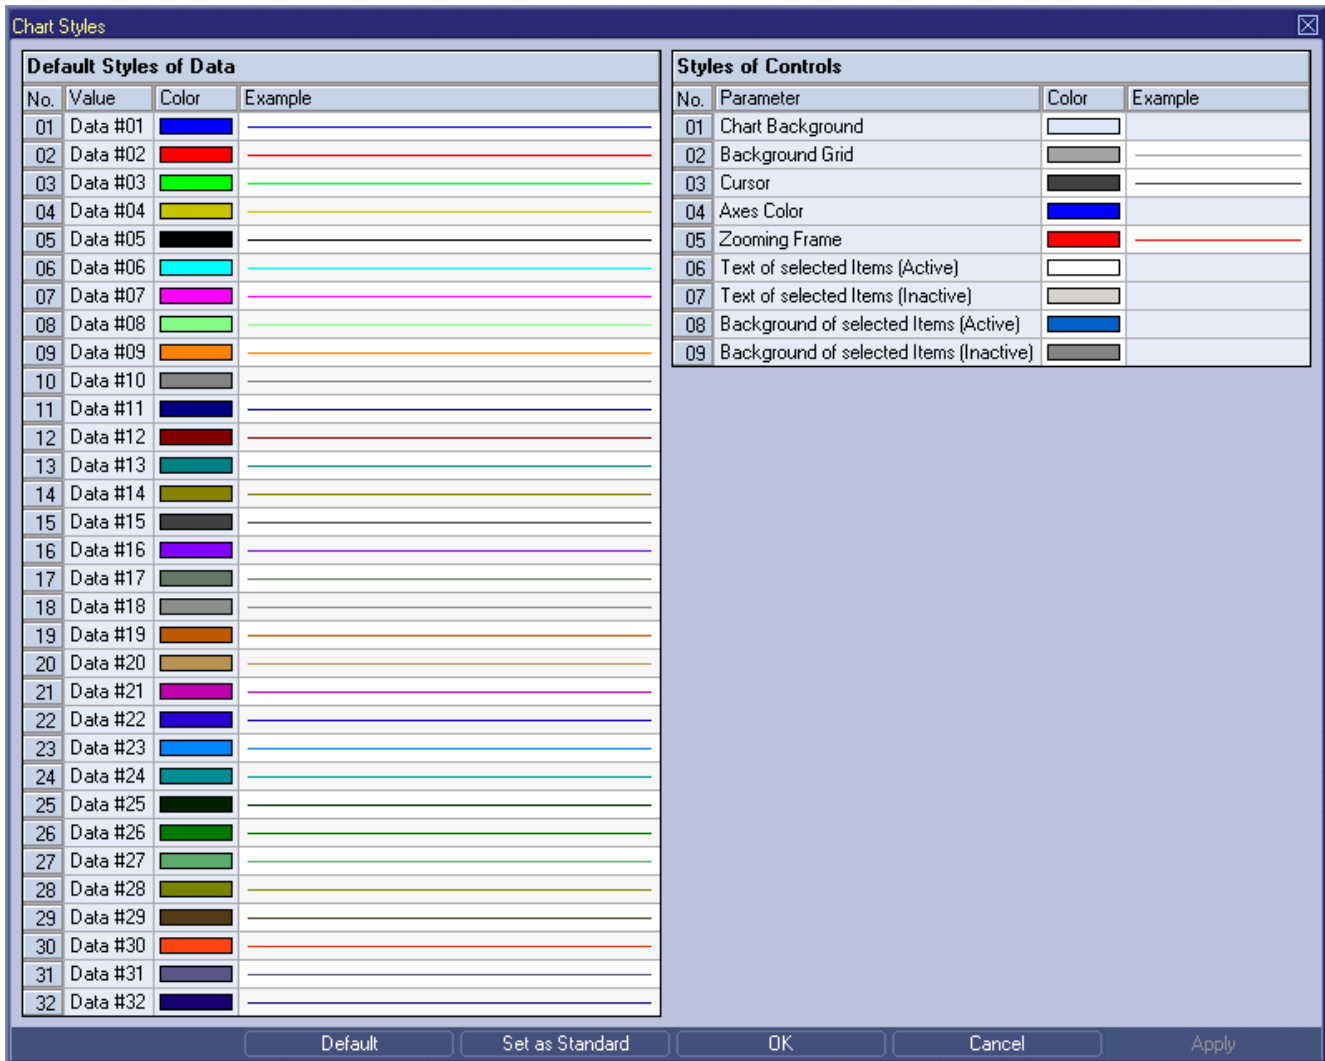 Chart Styles
Default Styles of Data
No. Value Color Example
01 Data #01
02 Data #02
03 Data #03
04 Data #04
05 Data #05
06 Data #06
07 Data #07
08 Data #08
09 Data #09
10 Data #10
11 Data #11
12 Data #12
13 Data #13
14 Data #14
15 Data #15
16 Data #16
17 Data #17
18 Data #18
19 Data #19
20 Data #20
21 Data #21
22 Data #22
23 Data #23
24 Data #24
25 Data #25
26 Data #26
27 Data #27
28 Data #28
29 Data #29
30 Data #30
31 Data #31
32 Data #32
Styles of Controls
No. Parameter Color Example
01 Chart Background
02 Background Grid
03 Cursor
04 Axes Color
05 Zooming Frame
06 Text of selected Items (Active)
07 Text of selected Items (Inactive)
08 Background of selected Items (Active)
09 Background of selected Items (Inactive)
Default Set as Standard OK Cancel Apply